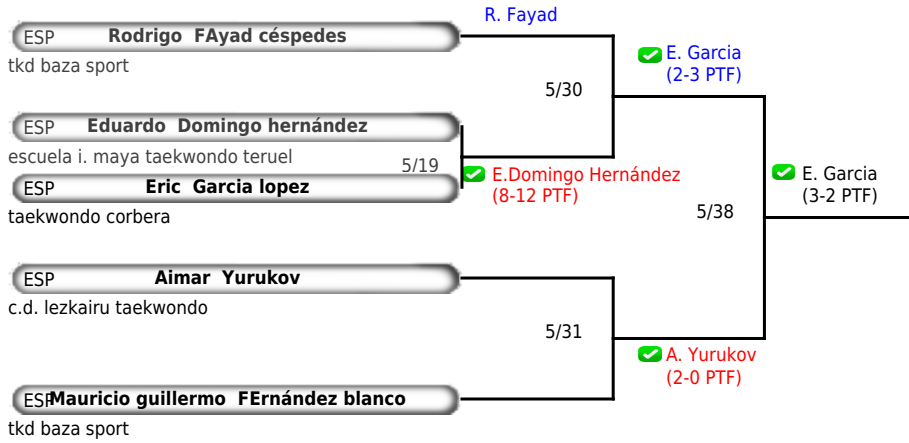 R. Fayad
ESP Rodrigo FAyad céspedes
tkd baza sport
E. Garcia
(2-3 PTF)
5/30
ESP Eduardo Domingo hernández
escuela i. maya taekwondo teruel
5/19
E.Domingo Hernández
(8-12 PTF)
ESP Eric Garcia lopez
taekwondo corbera
E. Garcia
(3-2 PTF)
5/38
ESP Aimar Yurukov
c.d. lezkairu taekwondo
5/31
A. Yurukov
(2-0 PTF)
ESP Mauricio guillermo FErnández blanco
tkd baza sport